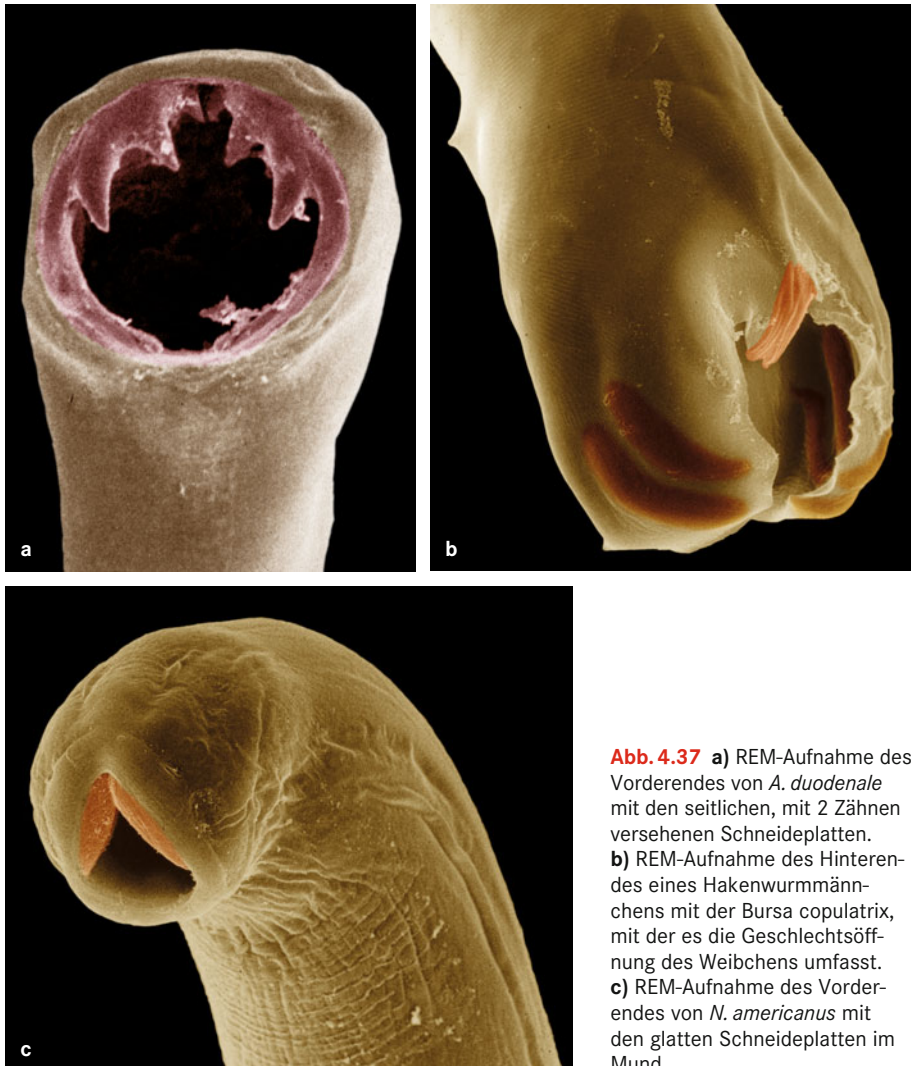 a
b
c
Abb. 4.37 a) REM-Aufnahme des
Vorderendes von A. duodenale
mit den seitlichen, mit 2 Zähnen
versehenen Schneideplatten.
b) REM-Aufnahme des Hinteren-
des eines Hakenwurmmänn-
chens mit der Bursa copulatrix,
mit der es die Geschlechtsöff-
nung des Weibchens umfasst.
c) REM-Aufnahme des Vorder-
endes von N. americanus mit
den glatten Schneideplatten im
Mund